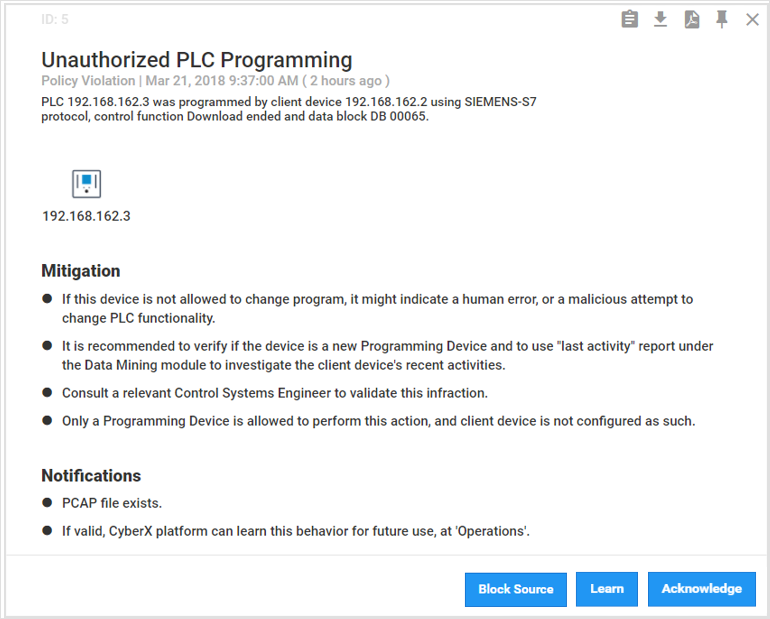 ID: 5
Unauthorized PLC Programming
Policy Violation | Mar 21, 2018 9:37:00 AM ( 2 hours ago )
PLC 192.168.162.3 was programmed by client device 192.168.162.2 using SIEMENS-S7
protocol, control function Download ended and data block DB 00065.
192.168.162.3
Mitigation
● If this device is not allowed to change program, it might indicate a human error, or a malicious attempt to
change PLC functionality.
● It is recommended to verify if the device is a new Programming Device and to use "last activity" report under
the Data Mining module to investigate the client device's recent activities.
● Consult a relevant Control Systems Engineer to validate this infraction.
● Only a Programming Device is allowed to perform this action, and client device is not configured as such.
Notifications
● PCAP file exists.
● If valid, CyberX platform can learn this behavior for future use, at 'Operations'.
Block Source
Learn
Acknowledge